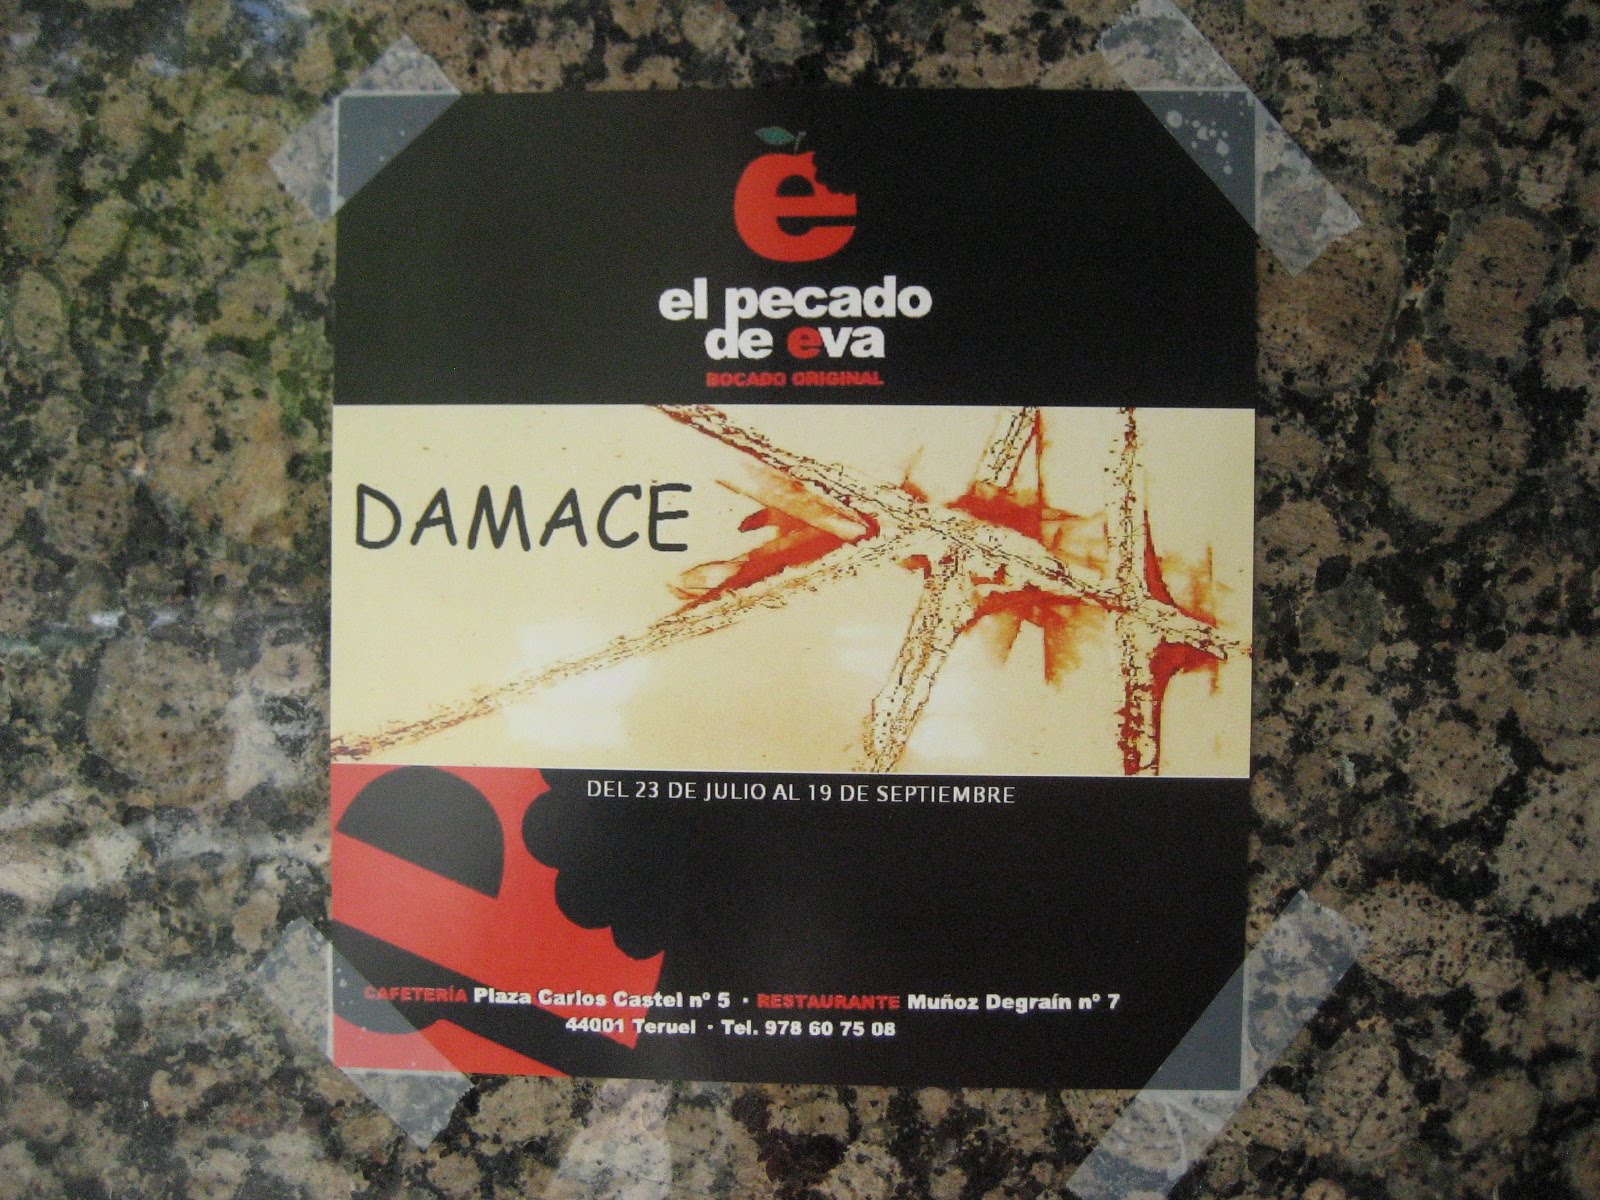 el pecado
de eva
BOCADO ORIGINAL
DAMACE
DEL 23 DE JULIO AL 19 DE SEPTIEMBRE
CAFETERÍA Plaza Carlos Castel nº 5 · RESTAURANTE Muñoz Degraín nº 7
44001 Teruel · Tel. 978 60 75 08